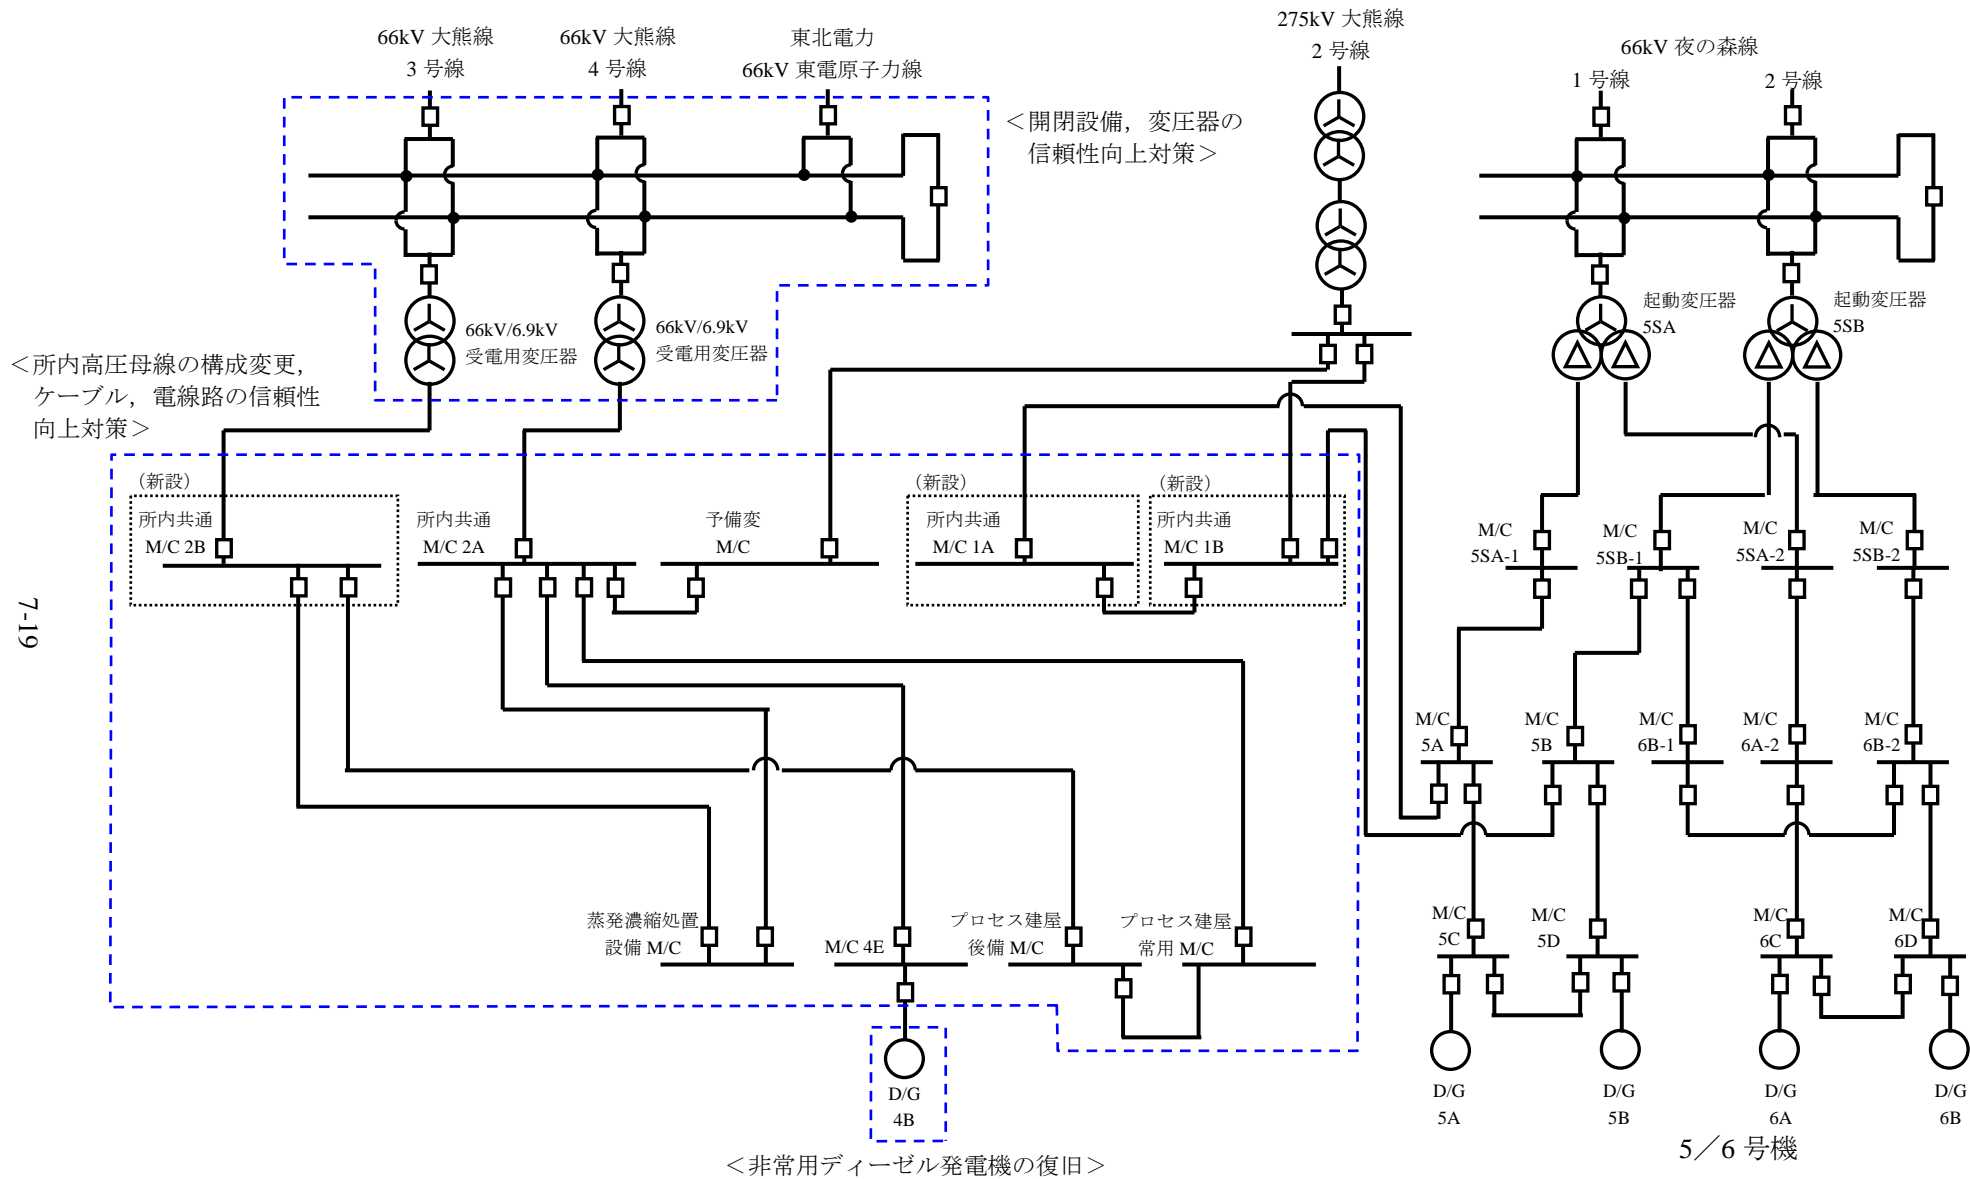 66kV 大熊線
3 号線
66kV 大熊線
4 号線
東北電力
66kV 東電原子力線
275kV 大熊線
2 号線
66kV 夜の森線
1 号線
2 号線
＜開閉設備，変圧器の
信頼性向上対策＞
66kV/6.9kV
受電用変圧器
66kV/6.9kV
受電用変圧器
起動変圧器
5SA
起動変圧器
5SB
＜所内高圧母線の構成変更，
ケーブル，電線路の信頼性
向上対策＞
（新設）
所内共通
M/C 2B
所内共通
M/C 2A
予備変
M/C
（新設）
所内共通
M/C 1A
（新設）
所内共通
M/C 1B
M/C
5SA-1
M/C
5SB-1
M/C
5SA-2
M/C
5SB-2
7-19
M/C
5A
M/C
5B
M/C
6B-1
M/C
6A-2
M/C
6B-2
蒸発濃縮処置
設備 M/C
M/C 4E
プロセス建屋
後備 M/C
プロセス建屋
常用 M/C
M/C
5C
M/C
5D
M/C
6C
M/C
6D
D/G
4B
D/G
5A
D/G
5B
D/G
6A
D/G
6B
5／6 号機
＜非常用ディーゼル発電機の復旧＞